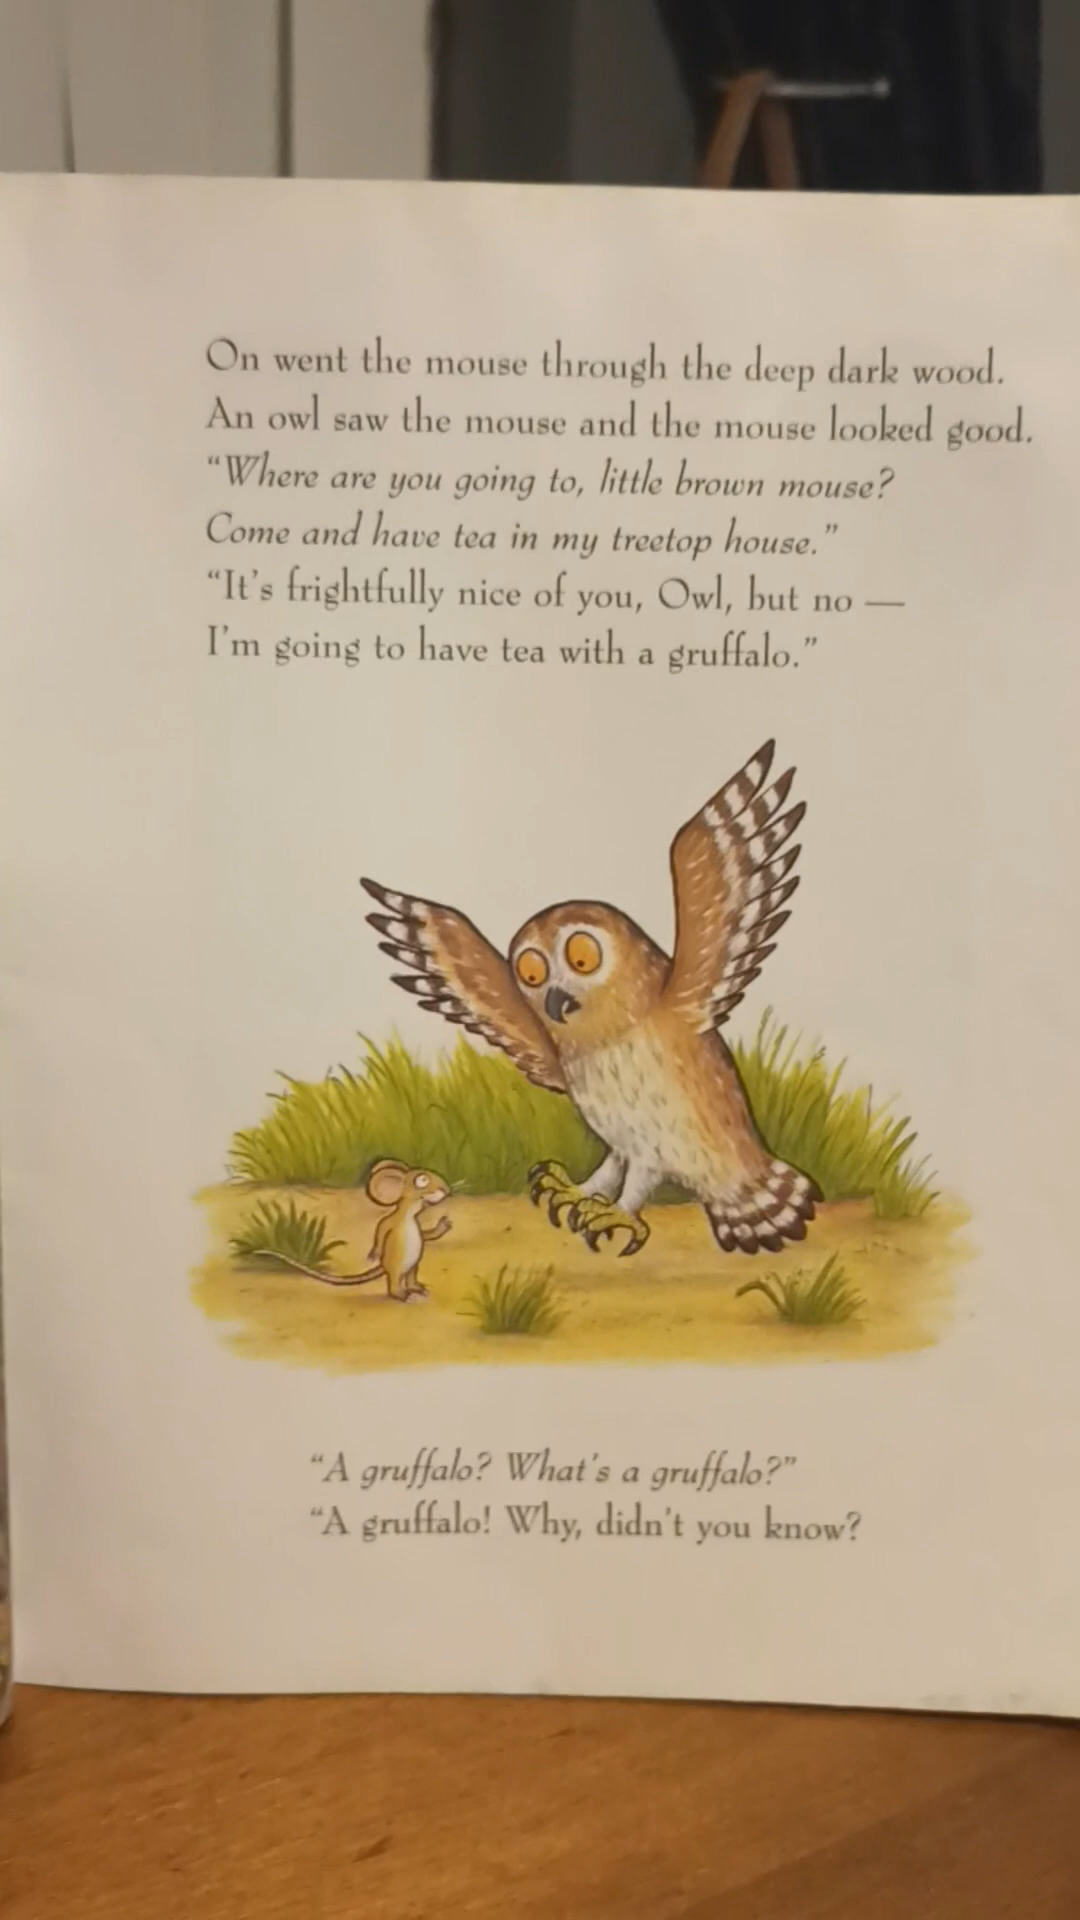 On went the mouse through the deep dark wood.
An owl saw the mouse and the mouse looked good.
“Where are you going to, little brown mouse?
Come and have tea in my treetop house.”
“It's frightfully nice of you, Owl, but no —
I'm going to have tea with a gruffalo.”
“A gruffalo? What's a gruffalo?”
“A gruffalo! Why, didn't you know?